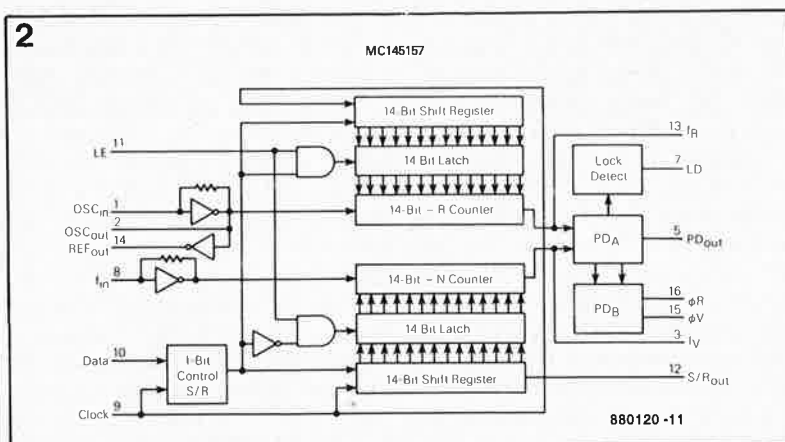 2
MC145157
14-Bit Shift Register
13 fR
LE 11
14 Bit Latch
Lock
Detect
7 LD
OSCin 1
14-Bit – R Counter
OSCout 2
REFout 14
PDA
5 PDout
fin 8
14-Bit – N Counter
16 φR
PDB
15 φV
14 Bit Latch
3 fV
Data 10
1-Bit
Control
S/R
14-Bit Shift Register
12 S/Rout
Clock 9
880120 -11